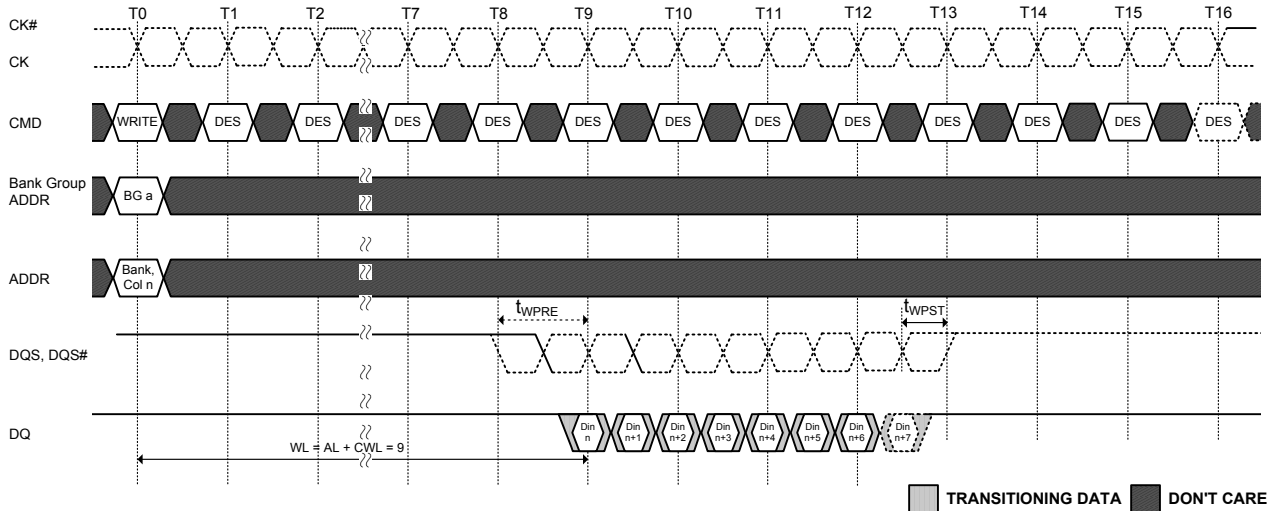 T0 T1 T2 T7 T8 T9 T10 T11 T12 T13 T14 T15 T16
CK#
CK
CMD WRITE DES DES DES DES DES DES DES DES DES DES DES DES
Bank Group
ADDR
BG a
ADDR
Bank,
Col n
tWPRE
tWPST
DQS, DQS#
DQ
Din n
Din n+1
Din n+2
Din n+3
Din n+4
Din n+5
Din n+6
Din n+7
WL = AL + CWL = 9
TRANSITIONING DATA DON'T CARE